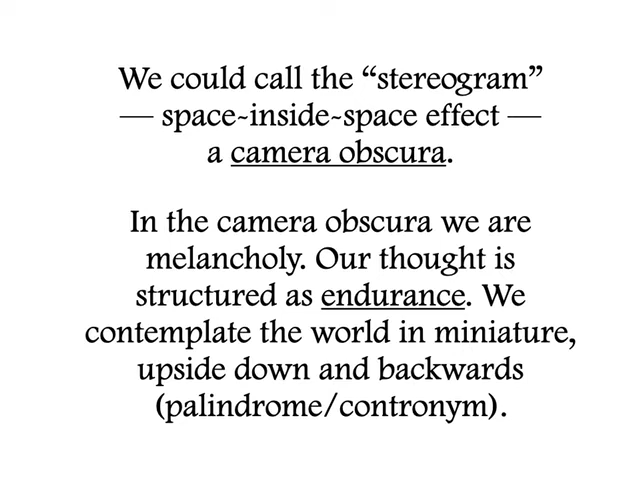 We could call the “stereogram”
— space-inside-space effect —
a camera obscura.
In the camera obscura we are
melancholy. Our thought is
structured as endurance. We
contemplate the world in miniature,
upside down and backwards
(palindrome/contronym).